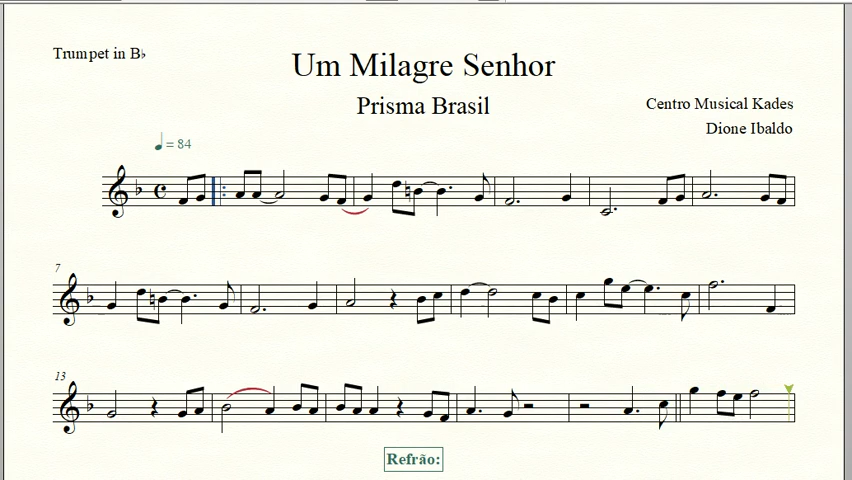 Trumpet in B♭
Um Milagre Senhor
Prisma Brasil
Centro Musical Kades
Dione Ibaldo
= 84
7
13
Refrão: